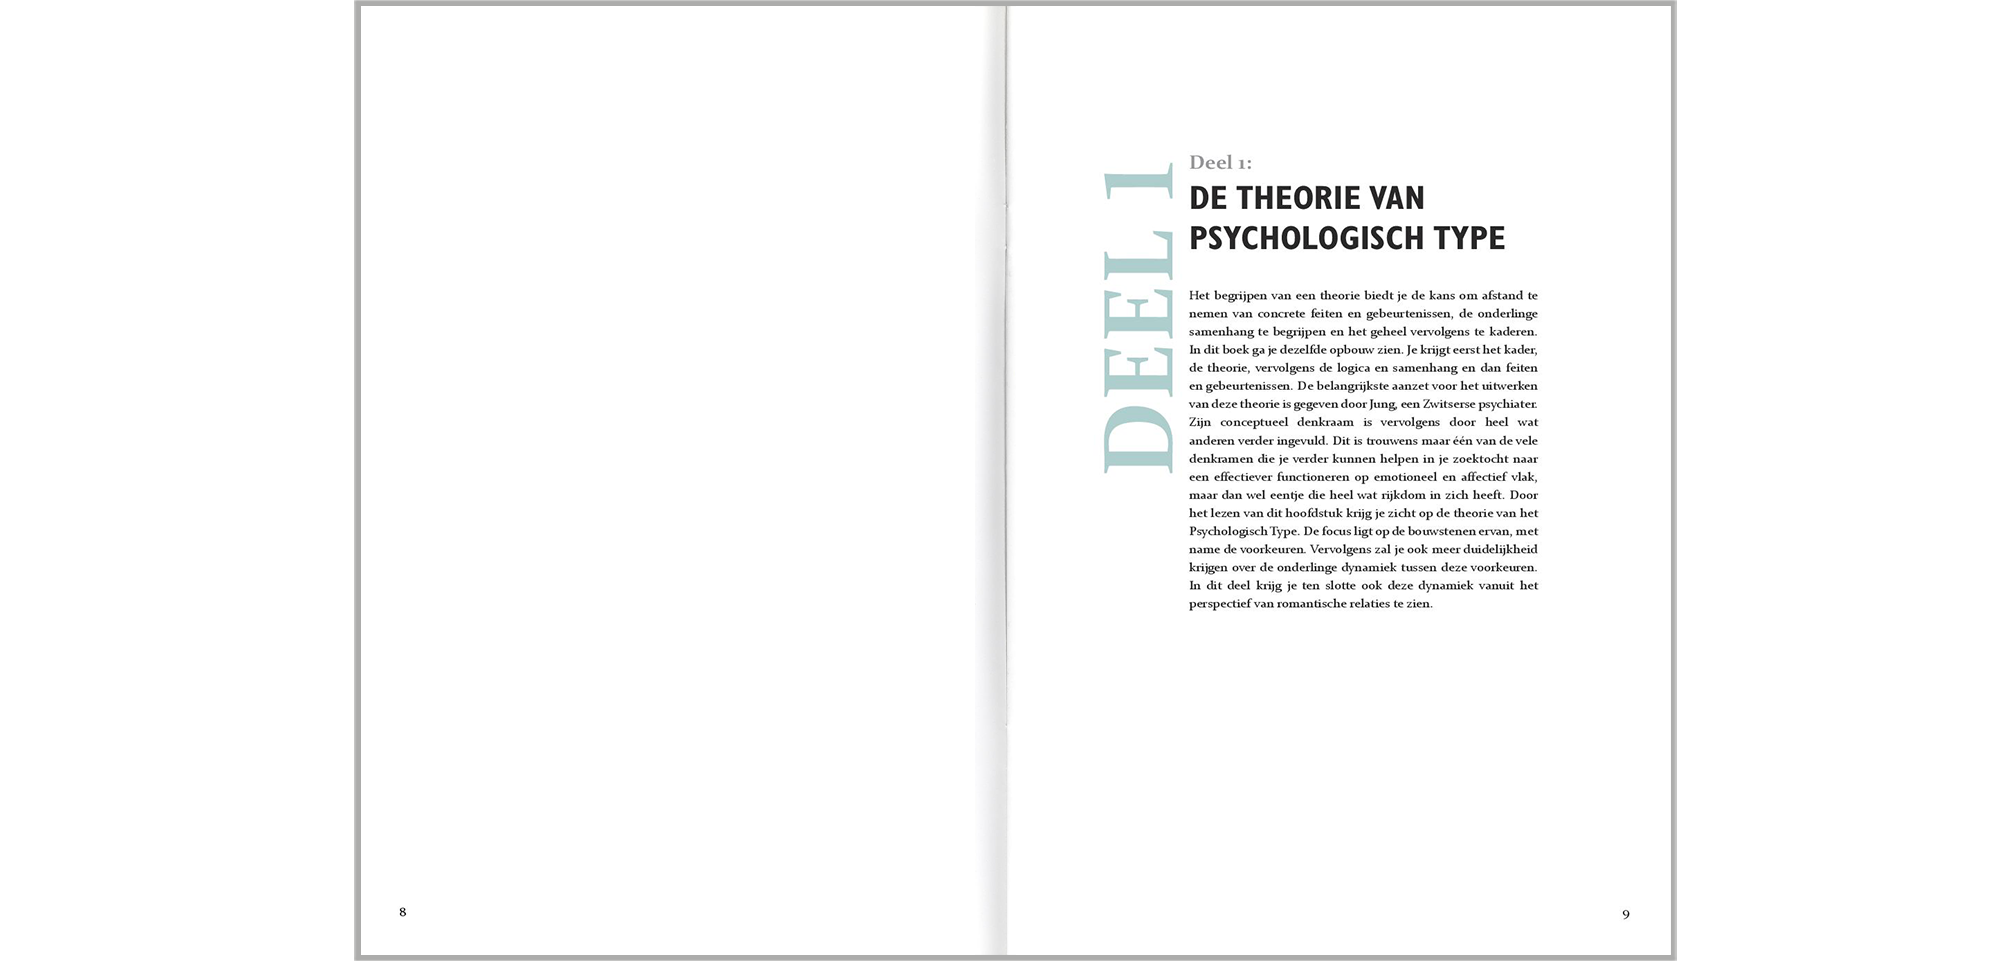 DEEL 1
Deel 1:
DE THEORIE VAN
PSYCHOLOGISCH TYPE
Het begrijpen van een theorie biedt je de kans om afstand te
nemen van concrete feiten en gebeurtenissen, de onderlinge
samenhang te begrijpen en het geheel vervolgens te kaderen.
In dit boek ga je dezelfde opbouw zien. Je krijgt eerst het kader,
de theorie, vervolgens de logica en samenhang en dan feiten
en gebeurtenissen. De belangrijkste aanzet voor het uitwerken
van deze theorie is gegeven door Jung, een Zwitserse psychiater.
Zijn conceptueel denkraam is vervolgens door heel wat
anderen verder ingevuld. Dit is trouwens maar één van de vele
denkramen die je verder kunnen helpen in je zoektocht naar
een effectiever functioneren op emotioneel en affectief vlak,
maar dan wel eentje die heel wat rijkdom in zich heeft. Door
het lezen van dit hoofdstuk krijg je zicht op de theorie van het
Psychologisch Type. De focus ligt op de bouwstenen ervan, met
name de voorkeuren. Vervolgens zal je ook meer duidelijkheid
krijgen over de onderlinge dynamiek tussen deze voorkeuren.
In dit deel krijg je ten slotte ook deze dynamiek vanuit het
perspectief van romantische relaties te zien.
8
9